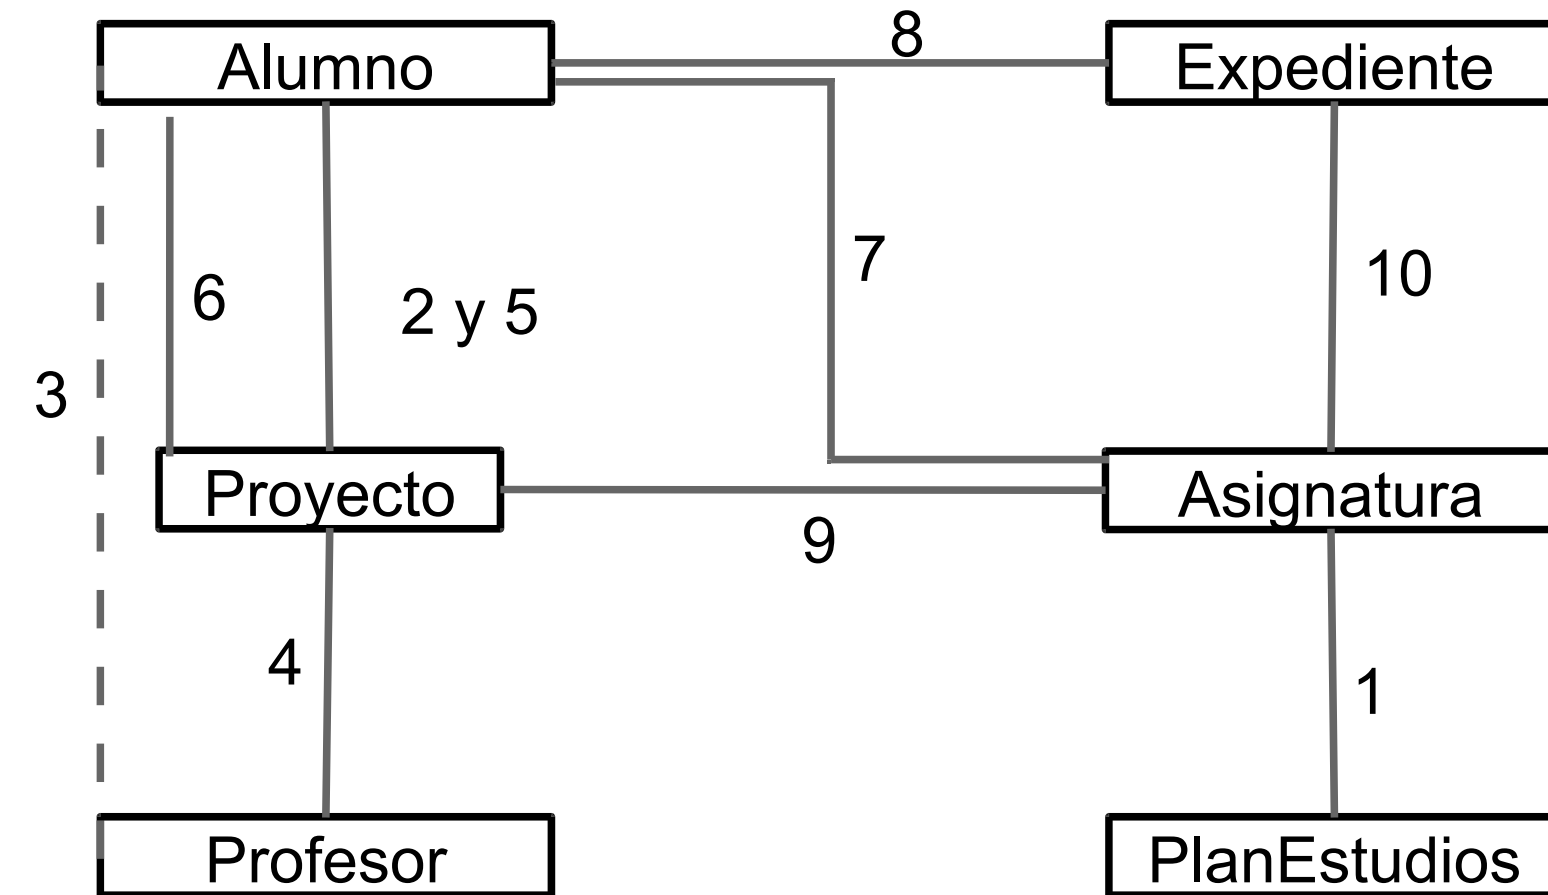 8
Alumno
Expediente
7
10
6
2 y 5
3
Proyecto
Asignatura
9
4
1
Profesor
PlanEstudios